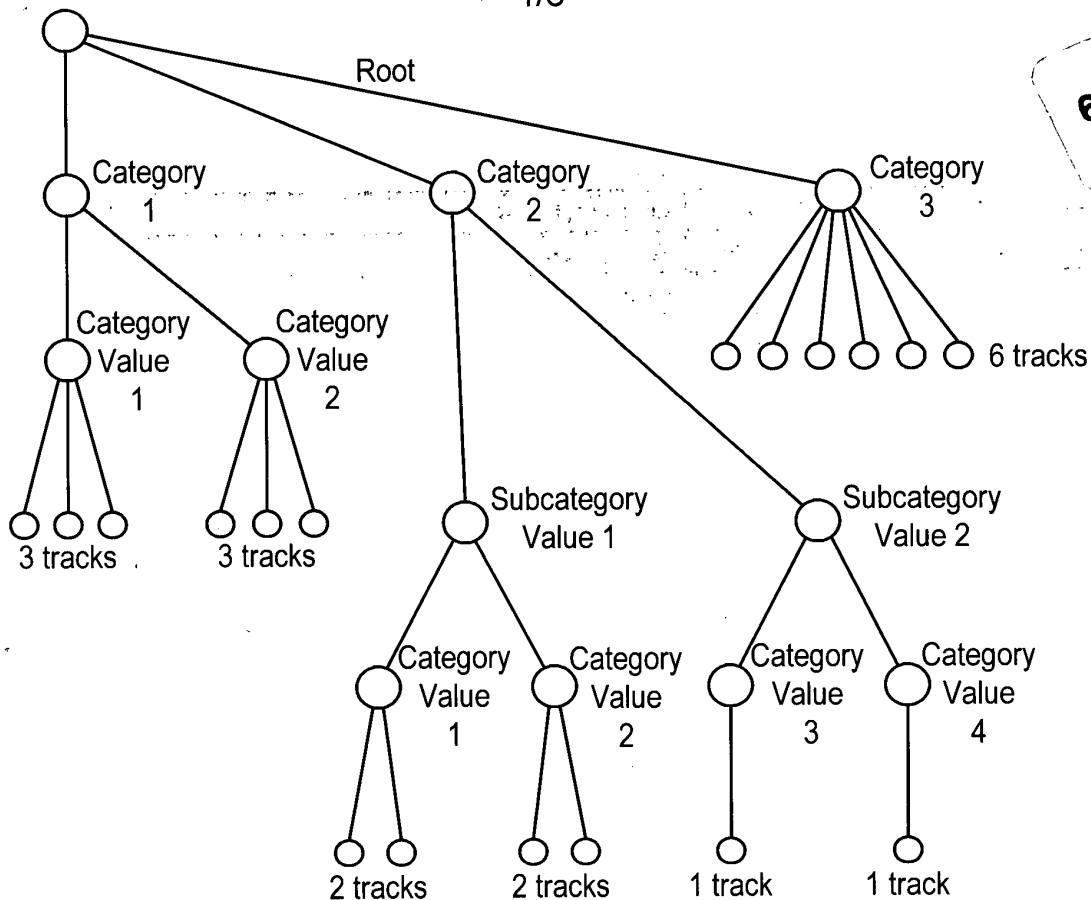 Root
Category
1
Category
2
Category
3
Category
Value
1
Category
Value
2
6 tracks
3 tracks
3 tracks
Subcategory
Value 1
Subcategory
Value 2
Category
Value
1
Category
Value
2
Category
Value
3
Category
Value
4
2 tracks
2 tracks
1 track
1 track